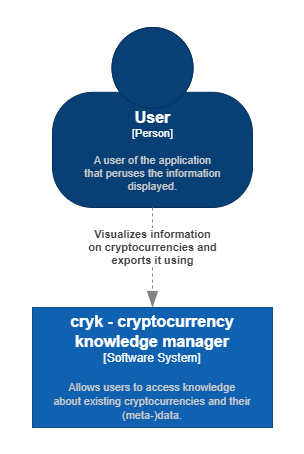 User
[Person]
A user of the application
that peruses the information
displayed.
Visualizes information
on cryptocurrencies and
exports it using
cryk - cryptocurrency
knowledge manager
[Software System]
Allows users to access knowledge
about existing cryptocurrencies and their
(meta-)data.